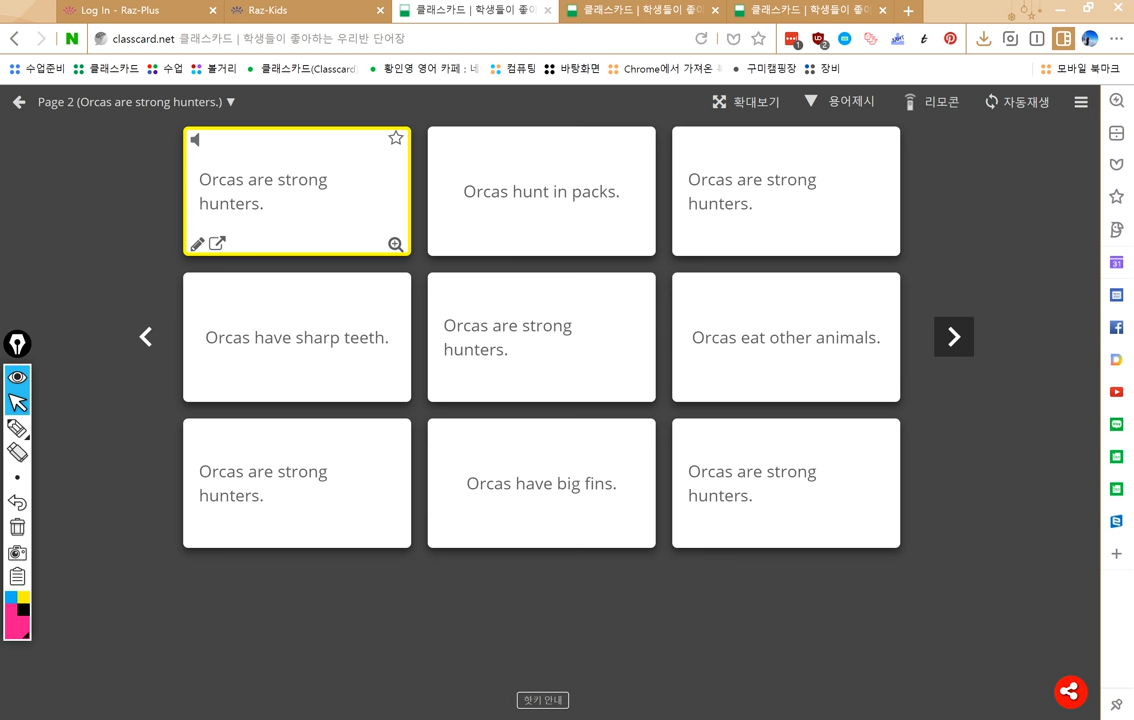 Log In - Raz-Plus
Raz-Kids
클래스카드 | 학생들이 좋아
클래스카드 | 학생들이 좋아
클래스카드 | 학생들이 좋아
N
classcard.net 클래스카드 | 학생들이 좋아하는 우리반 단어장
1
2
t
수업준비
클래스카드
수업
볼거리
클래스카드(Classcard
황인영 영어 카페 : 네
컴퓨팅
바탕화면
Chrome에서 가져온
구미캠핑장
장비
모바일 북마크
Page 2 (Orcas are strong hunters.) ▼
확대보기
용어제시
리모콘
자동재생
Orcas are strong
hunters.
Orcas hunt in packs.
Orcas are strong
hunters.
Orcas have sharp teeth.
Orcas are strong
hunters.
Orcas eat other animals.
Orcas are strong
hunters.
Orcas have big fins.
Orcas are strong
hunters.
핫키 안내
31